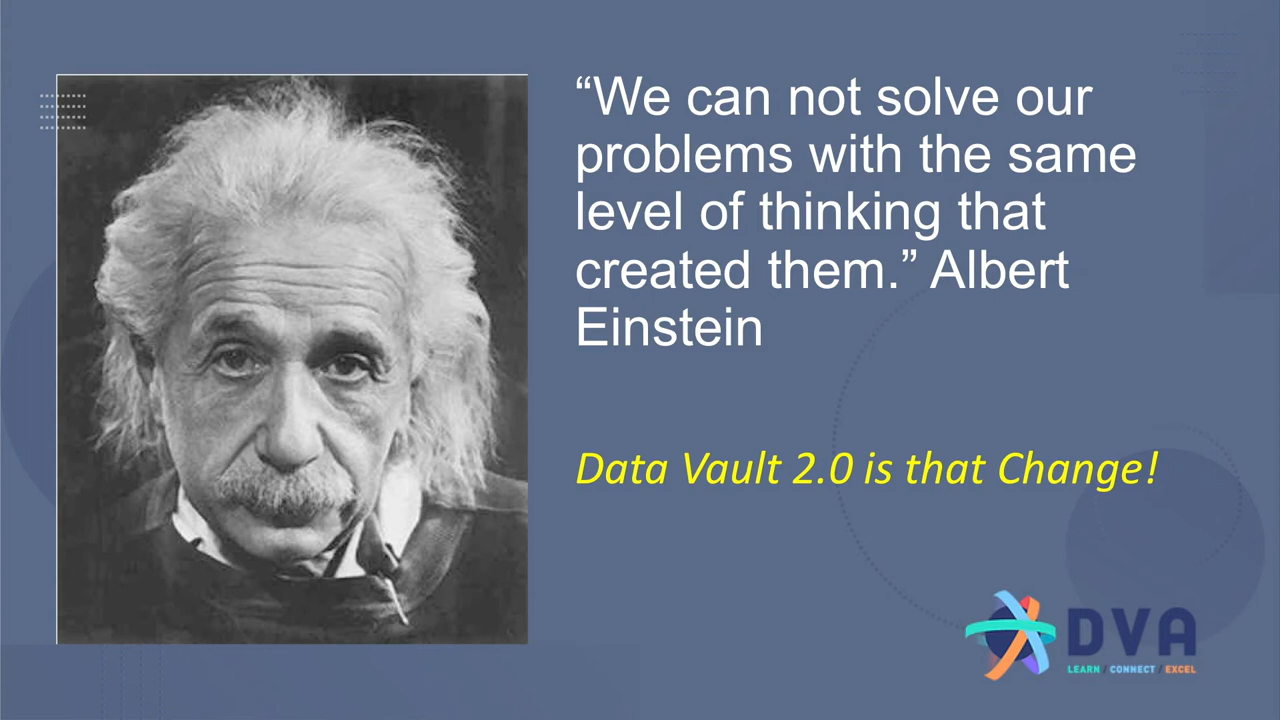 “We can not solve our
problems with the same
level of thinking that
created them.” Albert
Einstein
Data Vault 2.0 is that Change!
DVA
LEARN / CONNECT / EXCEL